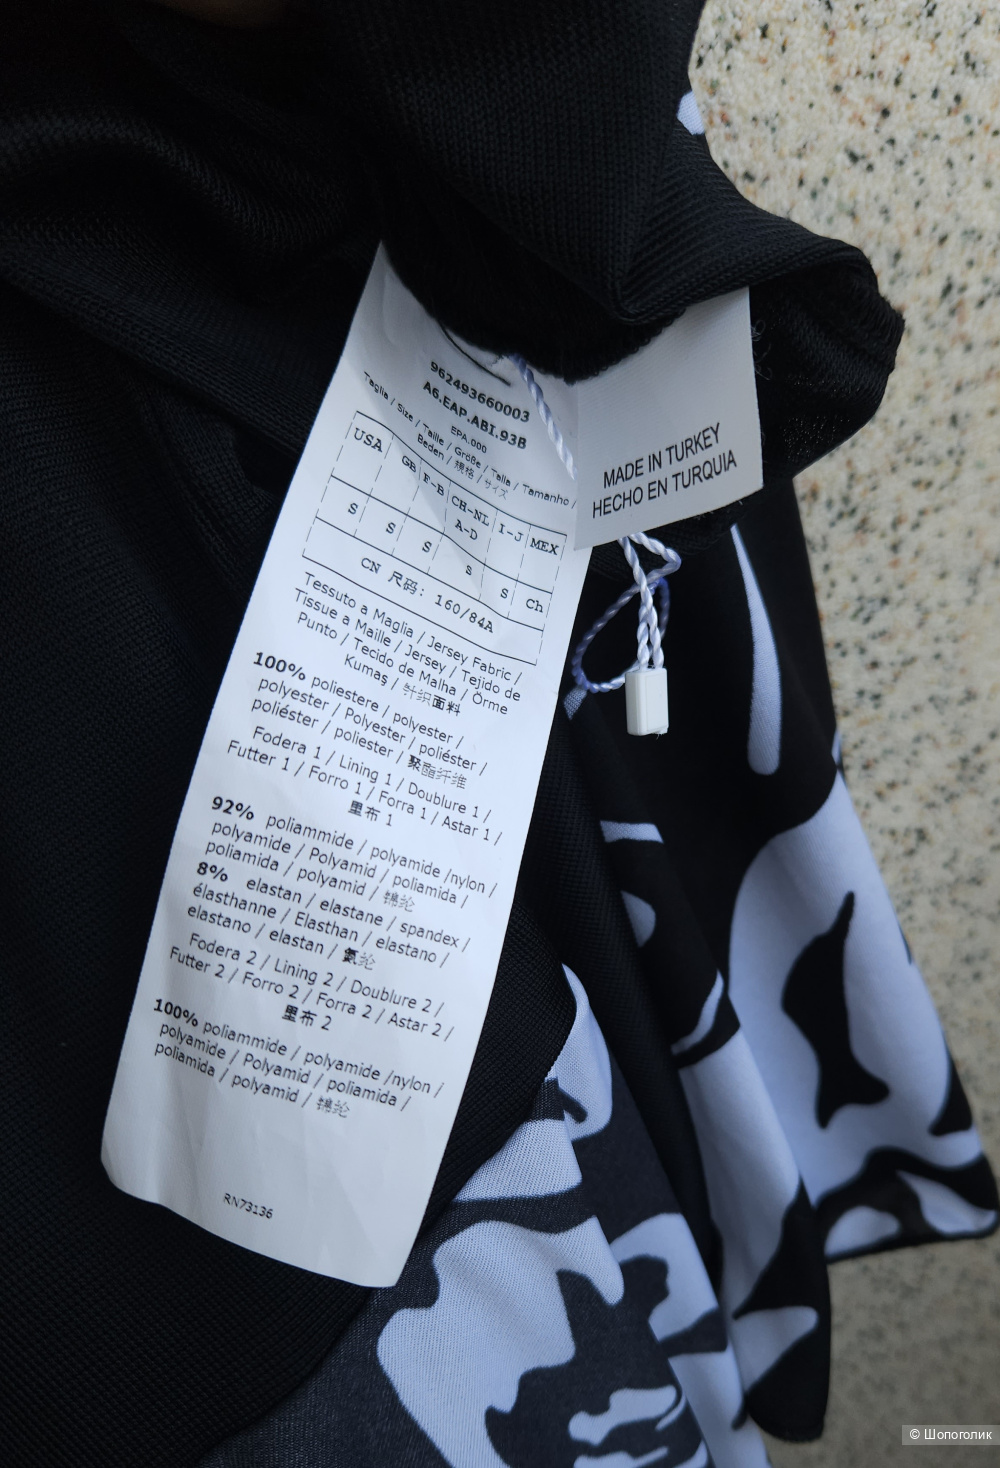 962493660003
A6.EAP.ABI.93B
EPA.000
Taglia / Size / Taille / Größe / Talla / Tamanho /
Beden / 規格 / サイズ
USA GB F-B CH-NL A-D I-J MEX
S S S S S Ch
CN 尺码: 160/84A
Tessuto a Maglia / Jersey Fabric /
Tissue a Maille / Jersey / Tejido de
Punto / Tecido de Malha / Örme
Kumaş / 针织面料
100% poliestere / polyester /
polyester / Polyester / poliéster /
poliéster / poliester / 聚酯纤维
Fodera 1 / Lining 1 / Doublure 1 /
Futter 1 / Forro 1 / Forra 1 / Astar 1 /
里布 1
92% poliammide / polyamide /nylon /
polyamide / Polyamid / poliamida /
poliamida / polyamid / 锦纶
8% elastan / elastane / spandex /
élasthanne / Elasthan / elastano /
elastano / elastan / 氨纶
Fodera 2 / Lining 2 / Doublure 2 /
Futter 2 / Forro 2 / Forra 2 / Astar 2 /
里布 2
100% poliammide / polyamide /nylon /
polyamide / Polyamid / poliamida /
poliamida / polyamid / 锦纶
RN73136
MADE IN TURKEY
HECHO EN TURQUIA
© Шопоголик